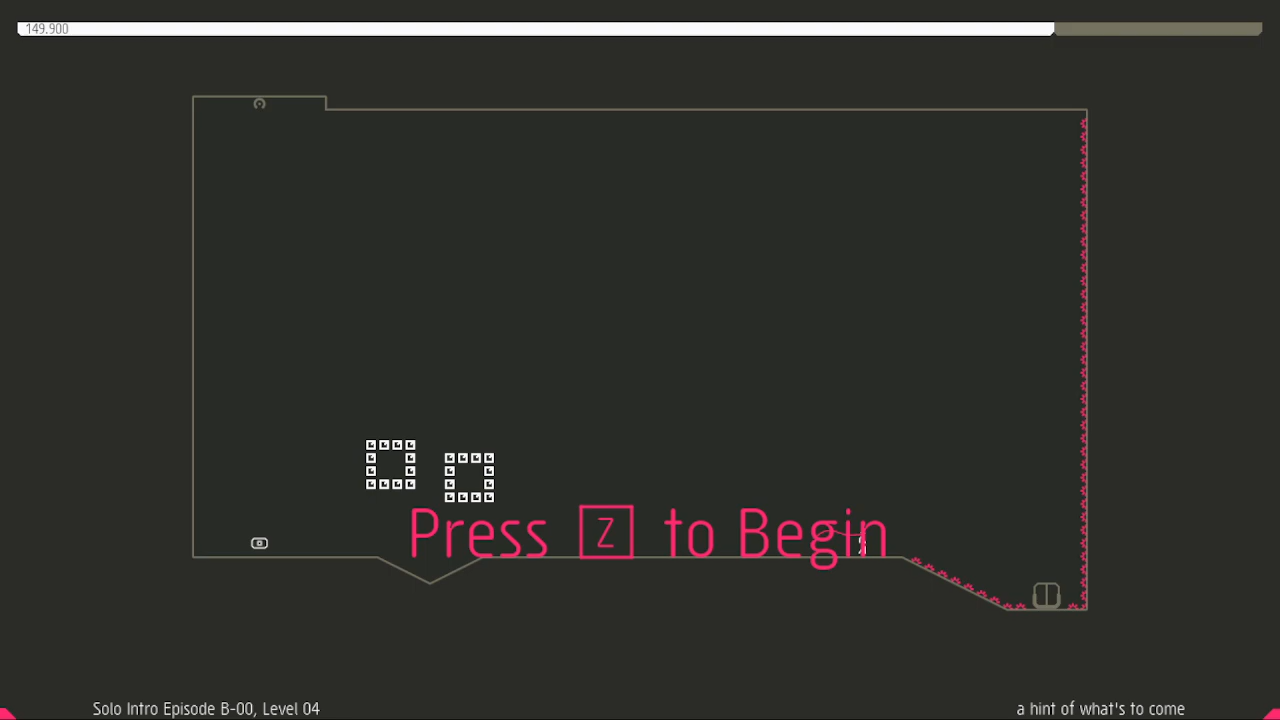 149.900
Press Z to Begin
Solo Intro Episode B-00, Level 04
a hint of what's to come